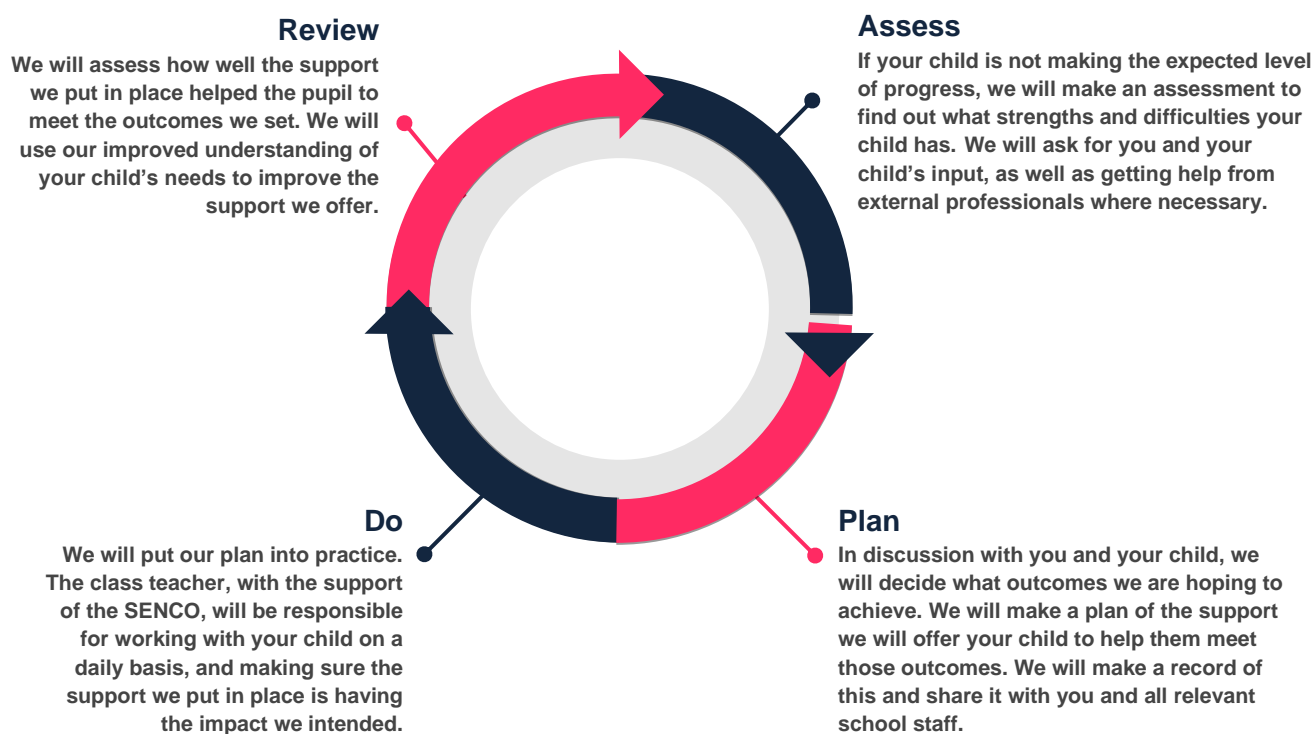 Review
We will assess how well the support
we put in place helped the pupil to
meet the outcomes we set. We will
use our improved understanding of
your child’s needs to improve the
support we offer.
Assess
If your child is not making the expected level
of progress, we will make an assessment to
find out what strengths and difficulties your
child has. We will ask for you and your
child’s input, as well as getting help from
external professionals where necessary.
Do
We will put our plan into practice.
The class teacher, with the support
of the SENCO, will be responsible
for working with your child on a
daily basis, and making sure the
support we put in place is having
the impact we intended.
Plan
In discussion with you and your child, we
will decide what outcomes we are hoping to
achieve. We will make a plan of the support
we will offer your child to help them meet
those outcomes. We will make a record of
this and share it with you and all relevant
school staff.